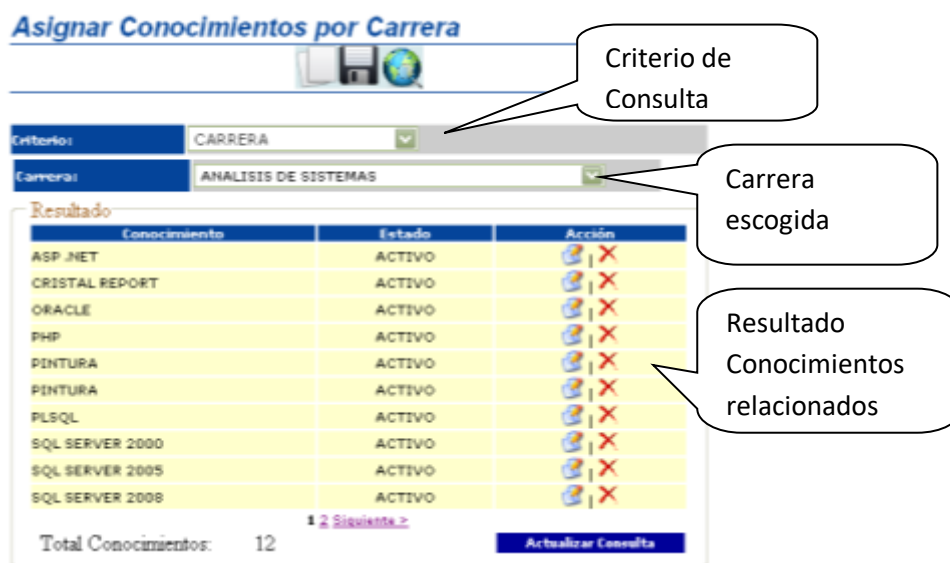 Asignar Conocimientos por Carrera
Criterio de
Consulta
Criterio: CARRERA
Carrera: ANALISIS DE SISTEMAS
Carrera
escogida
Resultado
Conocimiento Estado Acción
ASP .NET ACTIVO |
CRISTAL REPORT ACTIVO |
ORACLE ACTIVO |
PHP ACTIVO |
PINTURA ACTIVO |
PINTURA ACTIVO |
PLSQL ACTIVO |
SQL SERVER 2000 ACTIVO |
SQL SERVER 2005 ACTIVO |
SQL SERVER 2008 ACTIVO |
Resultado
Conocimientos
relacionados
1 2 Siguiente >
Total Conocimientos: 12 Actualizar Consulta